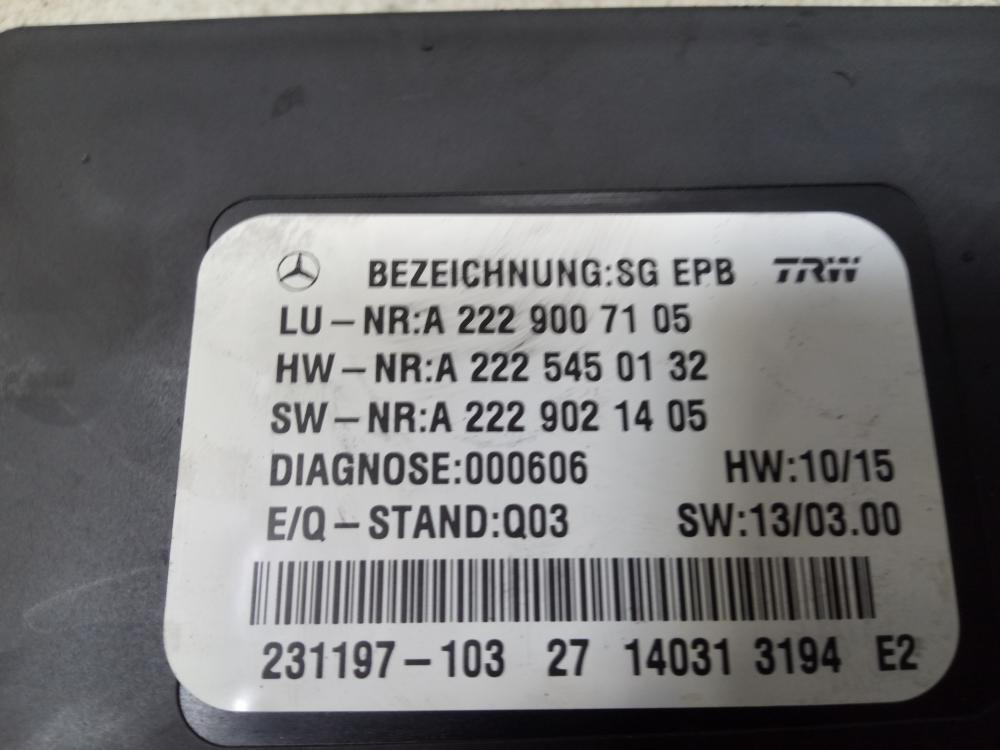 BEZEICHNUNG:SG EPB TRW
LU-NR:A 222 900 71 05
HW-NR:A 222 545 01 32
SW-NR:A 222 902 14 05
DIAGNOSE:000606 HW:10/15
E/Q-STAND:Q03 SW:13/03.00
231197-103 27 14031 3194 E2